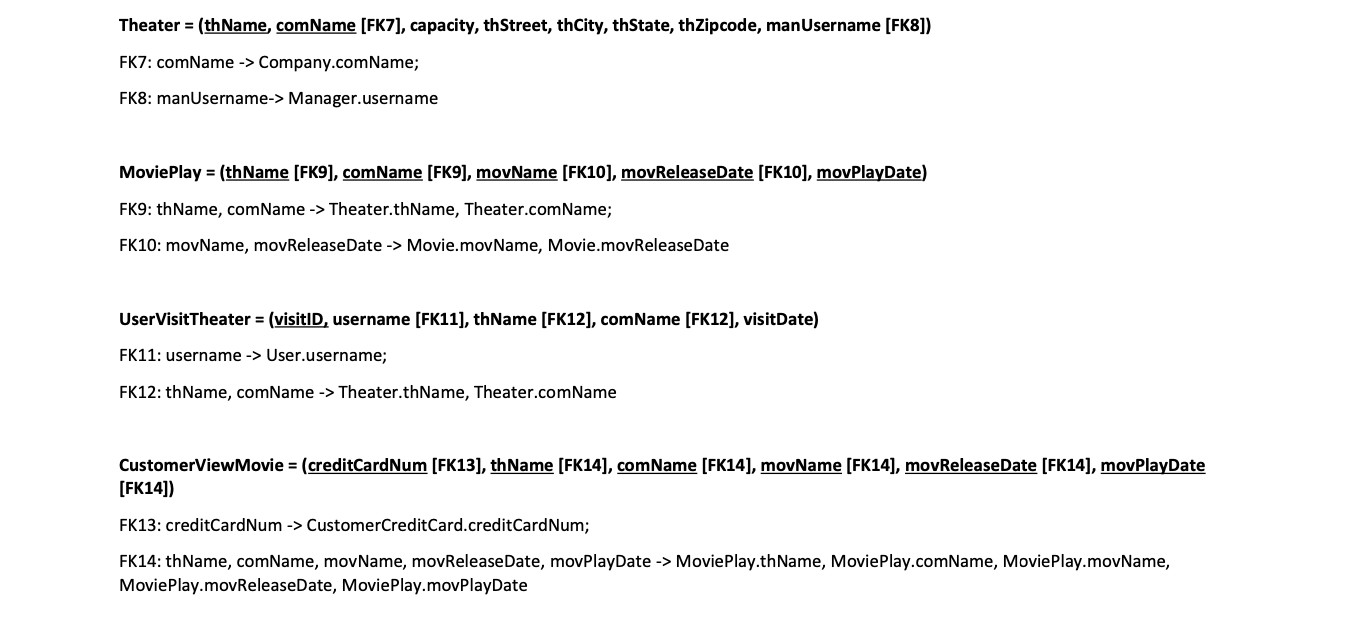 Theater = (thName, comName [FK7], capacity, thStreet, thCity, thState, thZipcode, manUsername [FK8])
FK7: comName -> Company.comName;
FK8: manUsername-> Manager.username
MoviePlay = (thName [FK9], comName [FK9], movName [FK10], movReleaseDate [FK10], movPlayDate)
FK9: thName, comName -> Theater.thName, Theater.comName;
FK10: movName, movReleaseDate -> Movie.movName, Movie.movReleaseDate
UserVisitTheater = (visitID, username [FK11], thName [FK12], comName [FK12], visitDate)
FK11: username -> User.username;
FK12: thName, comName -> Theater.thName, Theater.comName
CustomerViewMovie = (creditCardNum [FK13], thName [FK14], comName [FK14], movName [FK14], movReleaseDate [FK14], movPlayDate
[FK14])
FK13: creditCardNum -> CustomerCreditCard.creditCardNum;
FK14: thName, comName, movName, movReleaseDate, movPlayDate -> MoviePlay.thName, MoviePlay.comName, MoviePlay.movName,
MoviePlay.movReleaseDate, MoviePlay.movPlayDate